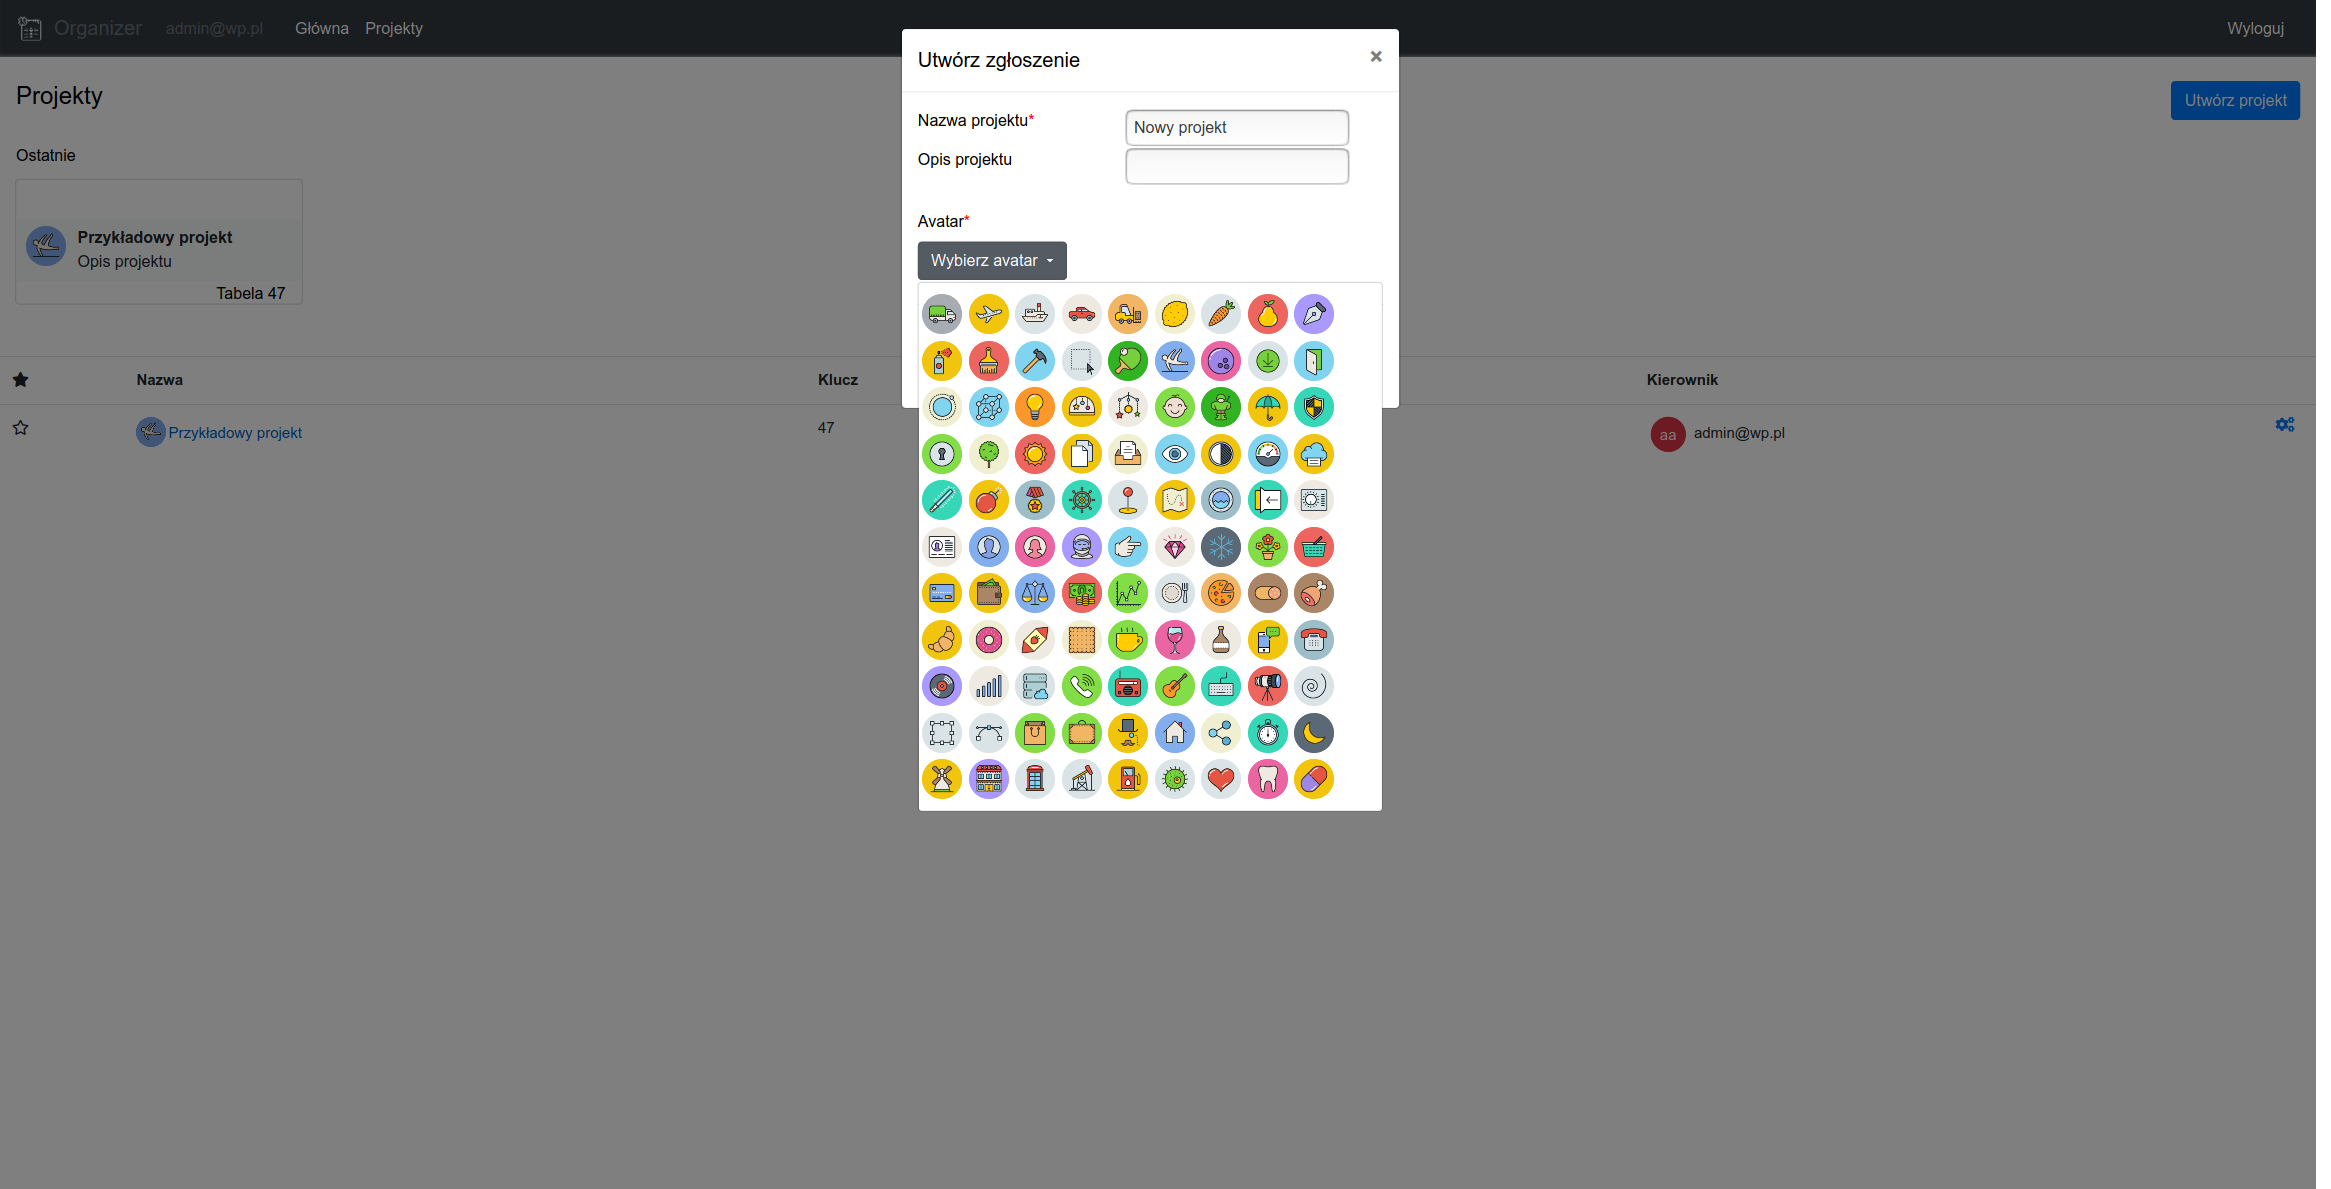 Organizer admin@wp.pl Główna Projekty Wyloguj
Utwórz zgłoszenie ×
Nazwa projektu* Nowy projekt
Opis projektu
Avatar*
Wybierz avatar
Projekty Utwórz projekt
Ostatnie
Przykładowy projekt
Opis projektu
Tabela 47
Nazwa Klucz Kierownik
Przykładowy projekt 47 aa admin@wp.pl